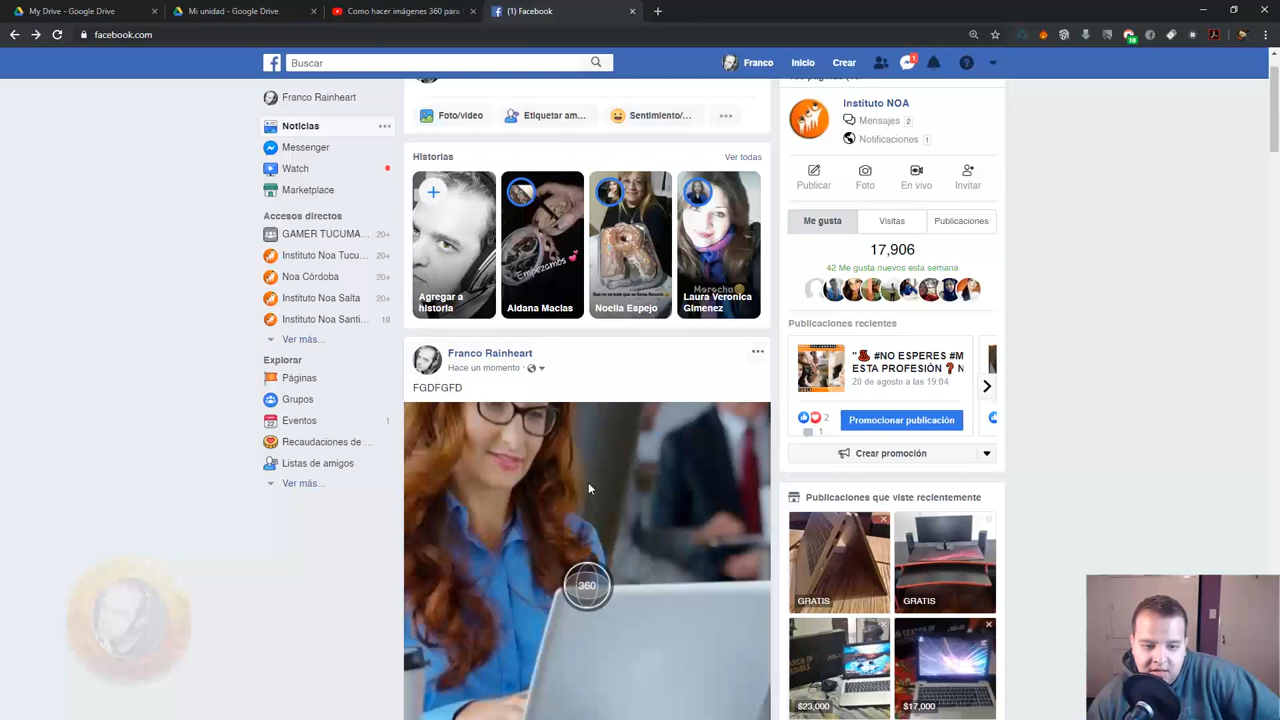 My Drive - Google Drive
Mi unidad - Google Drive
Como hacer imágenes 360 para
(1) Facebook
facebook.com
10
Buscar
Franco
Inicio
Crear
1
Franco Rainheart
Noticias
Messenger
Watch
Marketplace
Accesos directos
GAMER TUCUMA... 20+
Instituto Noa Tucu... 20+
Noa Córdoba 20+
Instituto Noa Salta 20+
Instituto Noa Santi... 19
Ver más...
Explorar
Páginas
Grupos
Eventos 1
22
Recaudaciones de ...
Listas de amigos
Ver más...
Foto/video
Etiquetar am...
Sentimiento/...
Historias
Ver todas
Agregar a historia
Empezamos
Aldana Macias
R
Noelia Espejo
Morocha
Laura Veronica Gimenez
Franco Rainheart
Hace un momento ·
FGDFGFD
360
Instituto NOA
Mensajes 2
Notificaciones 1
Publicar
Foto
En vivo
Invitar
Me gusta
Visitas
Publicaciones
17,906
42 Me gusta nuevos esta semana
Publicaciones recientes
" #NO ESPERES #M
ESTA PROFESIÓN ? N
20 de agosto a las 19:04
2
1
Promocionar publicación
Crear promoción
Publicaciones que viste recientemente
GRATIS
GRATIS
$23,000
$17,000